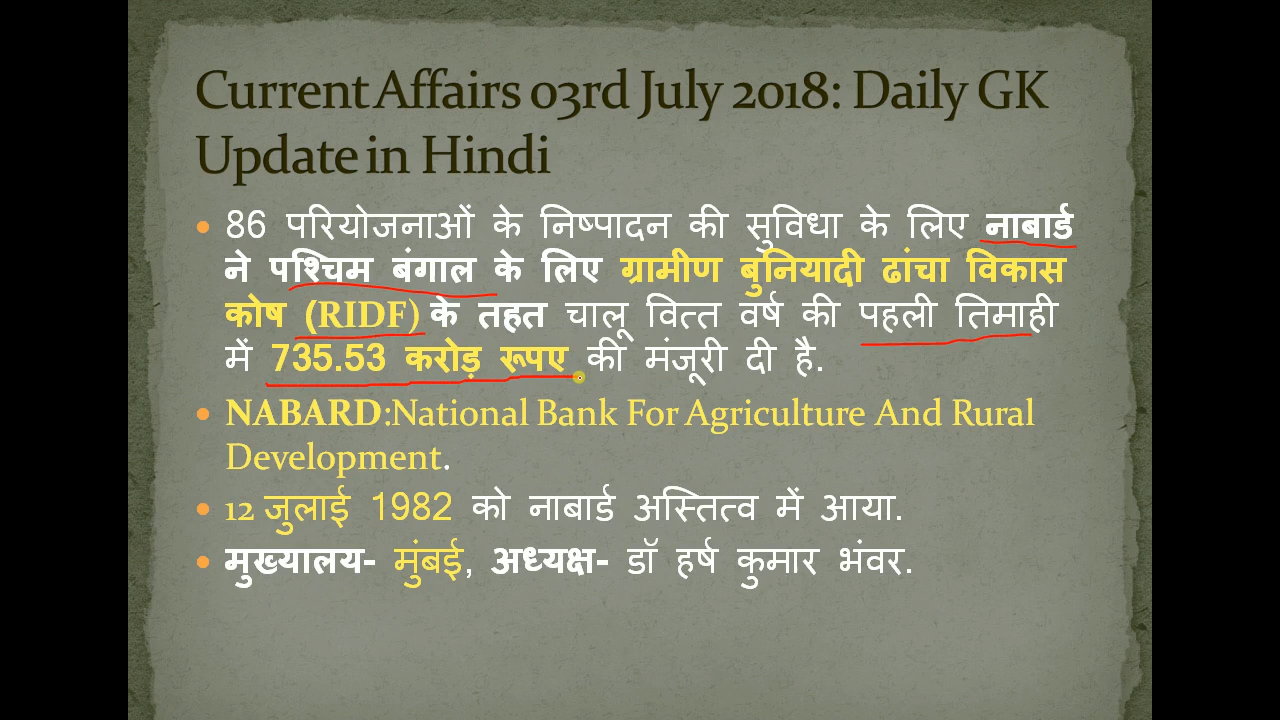 Current Affairs 03rd July 2018: Daily GK
Update in Hindi
• 86 परियोजनाओं के निष्पादन की सुविधा के लिए नाबार्ड
ने पश्चिम बंगाल के लिए ग्रामीण बुनियादी ढांचा विकास
कोष (RIDF) के तहत चालू वित्त वर्ष की पहली तिमाही
में 735.53 करोड़ रूपए की मंजूरी दी है.
• NABARD:National Bank For Agriculture And Rural
Development.
• 12 जुलाई 1982 को नाबार्ड अस्तित्व में आया.
• मुख्यालय- मुंबई, अध्यक्ष- डॉ हर्ष कुमार भंवर.